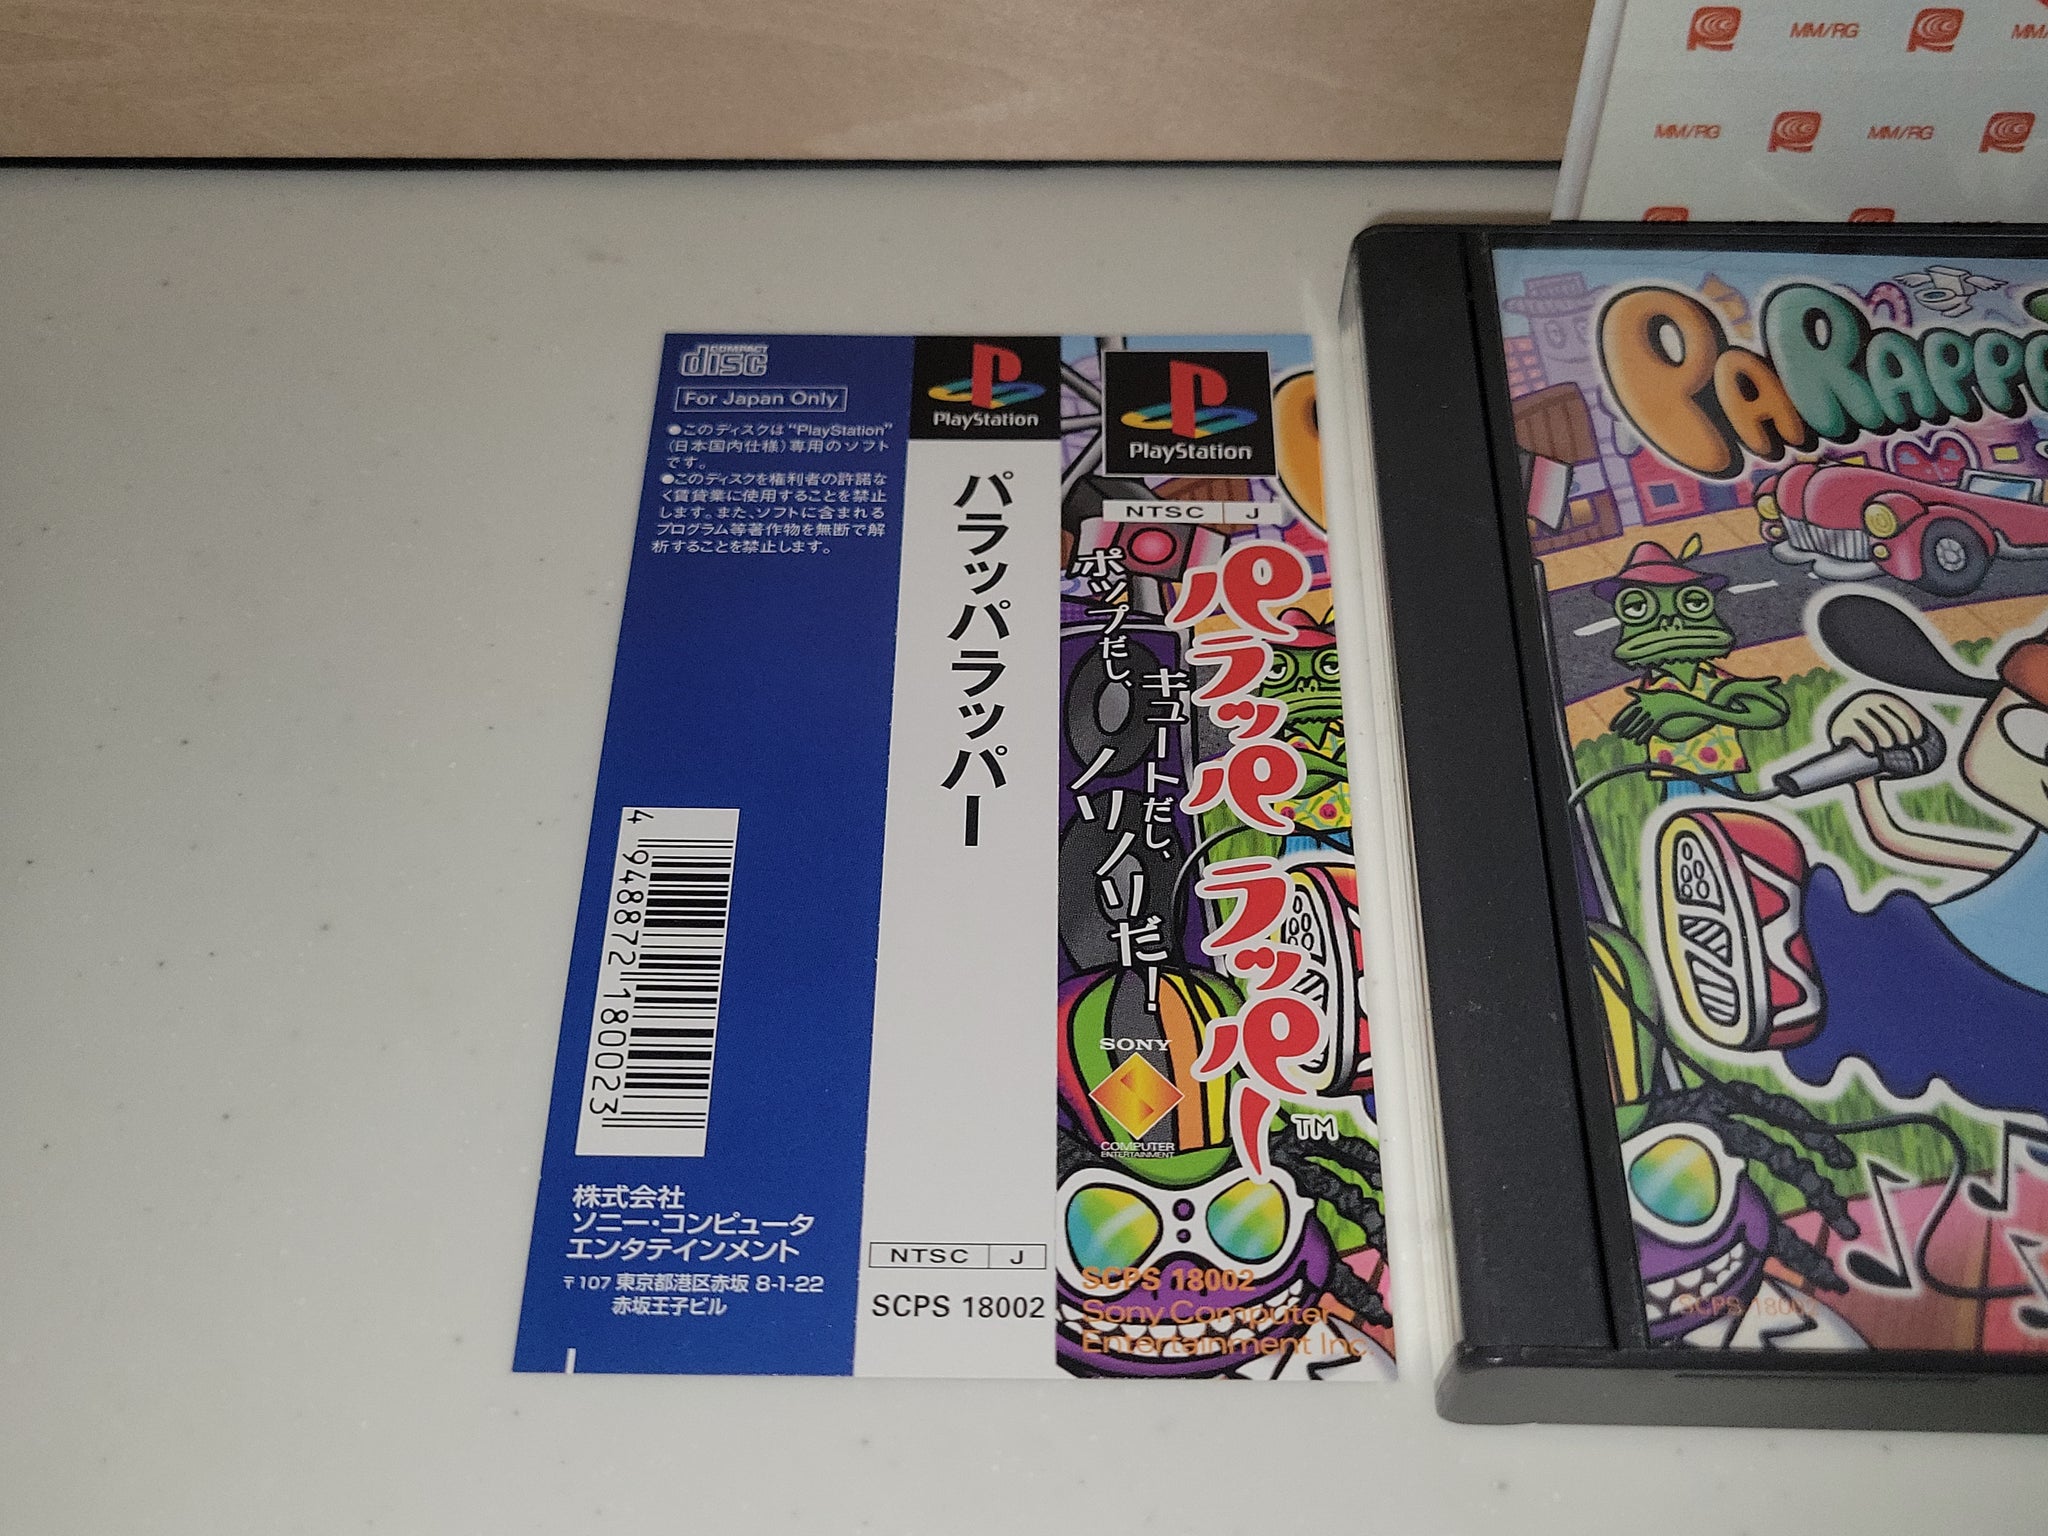 MM/RG
MM/RG
MM/RG
COMPACT
disc
For Japan Only
●このディスクは“PlayStation”
(日本国内仕様)専用のソフト
です。
●このディスクを権利者の許諾な
く賃貸業に使用することを禁止
します。また、ソフトに含まれる
プログラム等著作物を無断で解
析することを禁止します。
4 948872 180023
株式会社
ソニー・コンピュータ
エンタテインメント
〒107 東京都港区赤坂 8-1-22
赤坂王子ビル
PlayStation
パラッパラッパー
NTSC J
SCPS 18002
PlayStation
NTSC J
パラッパラッパー TM
キュートだし、
ポップだし、
ノリノリだ!
SONY
COMPUTER
ENTERTAINMENT
SCPS 18002
Sony Computer
Entertainment Inc.
SCPS 18002